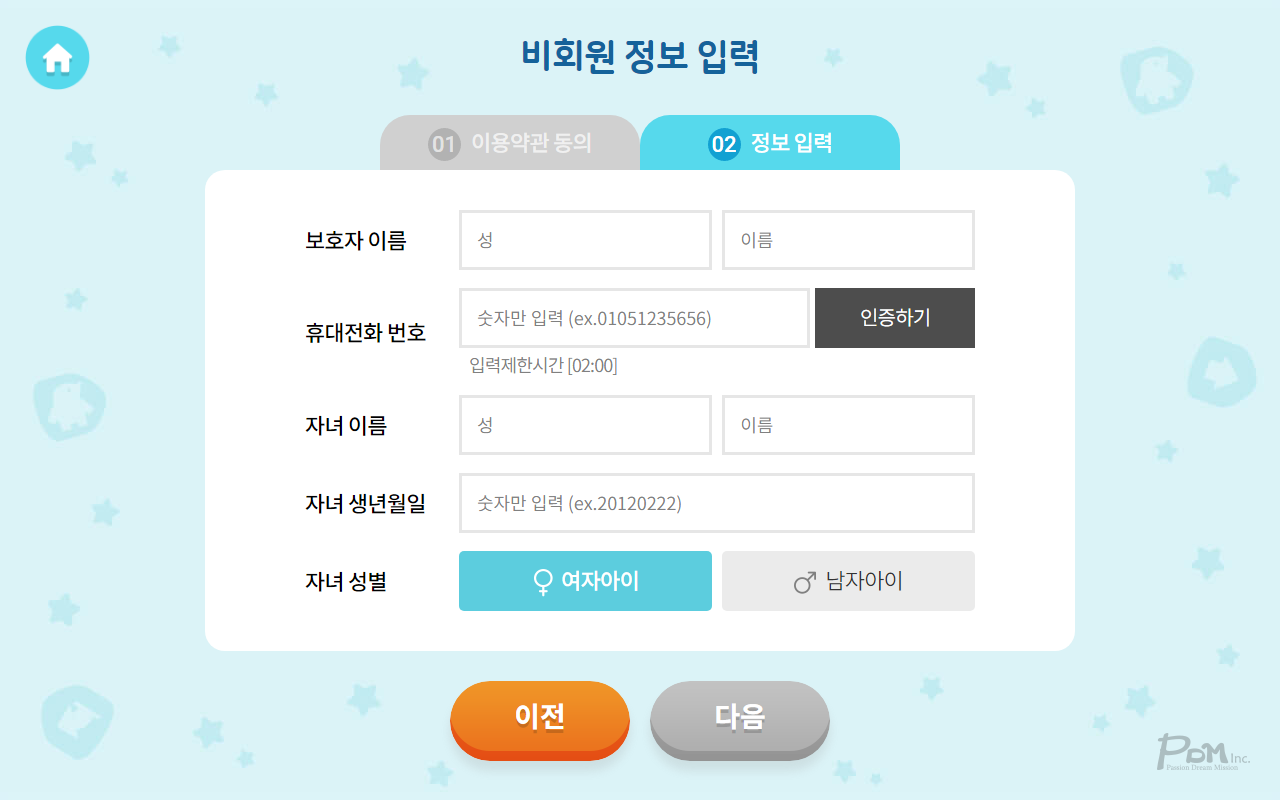 비회원 정보 입력
01 이용약관 동의
02 정보 입력
보호자 이름
성
이름
휴대전화 번호
숫자만 입력 (ex.01051235656)
인증하기
입력제한시간 [02:00]
자녀 이름
성
이름
자녀 생년월일
숫자만 입력 (ex.20120222)
자녀 성별
여자아이
남자아이
이전
다음
PDM Inc.
Passion Dream Mission